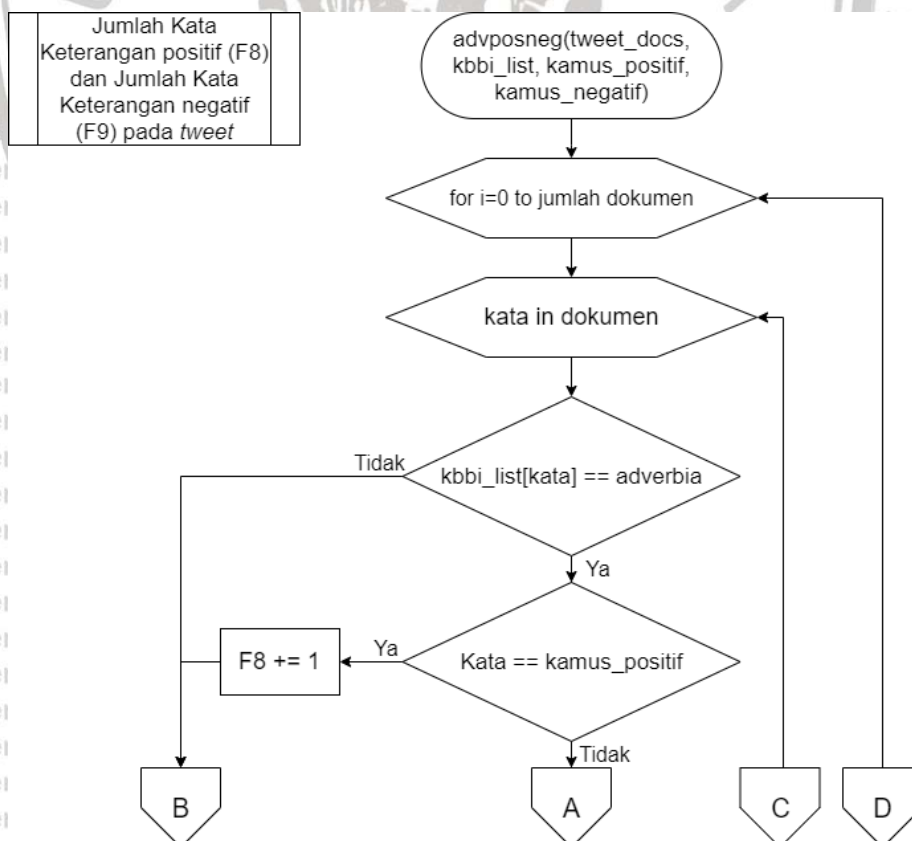 Jumlah Kata
Keterangan positif (F8)
dan Jumlah Kata
Keterangan negatif
(F9) pada tweet
advposneg(tweet_docs,
kbbi_list, kamus_positif,
kamus_negatif)
for i=0 to jumlah dokumen
kata in dokumen
Tidak
kbbi_list[kata] == adverbia
Ya
F8 += 1
Ya
Kata == kamus_positif
Tidak
B
A
C
D